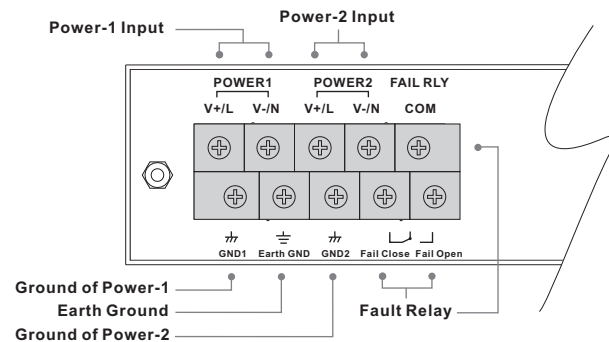 Power-2 Input
Power-1 Input
POWER1 POWER2 FAIL RLY
V+/L V-/N V+/L V-/N COM
GND1 Earth GND GND2 Fail Close Fail Open
Ground of Power-1
Earth Ground Fault Relay
Ground of Power-2